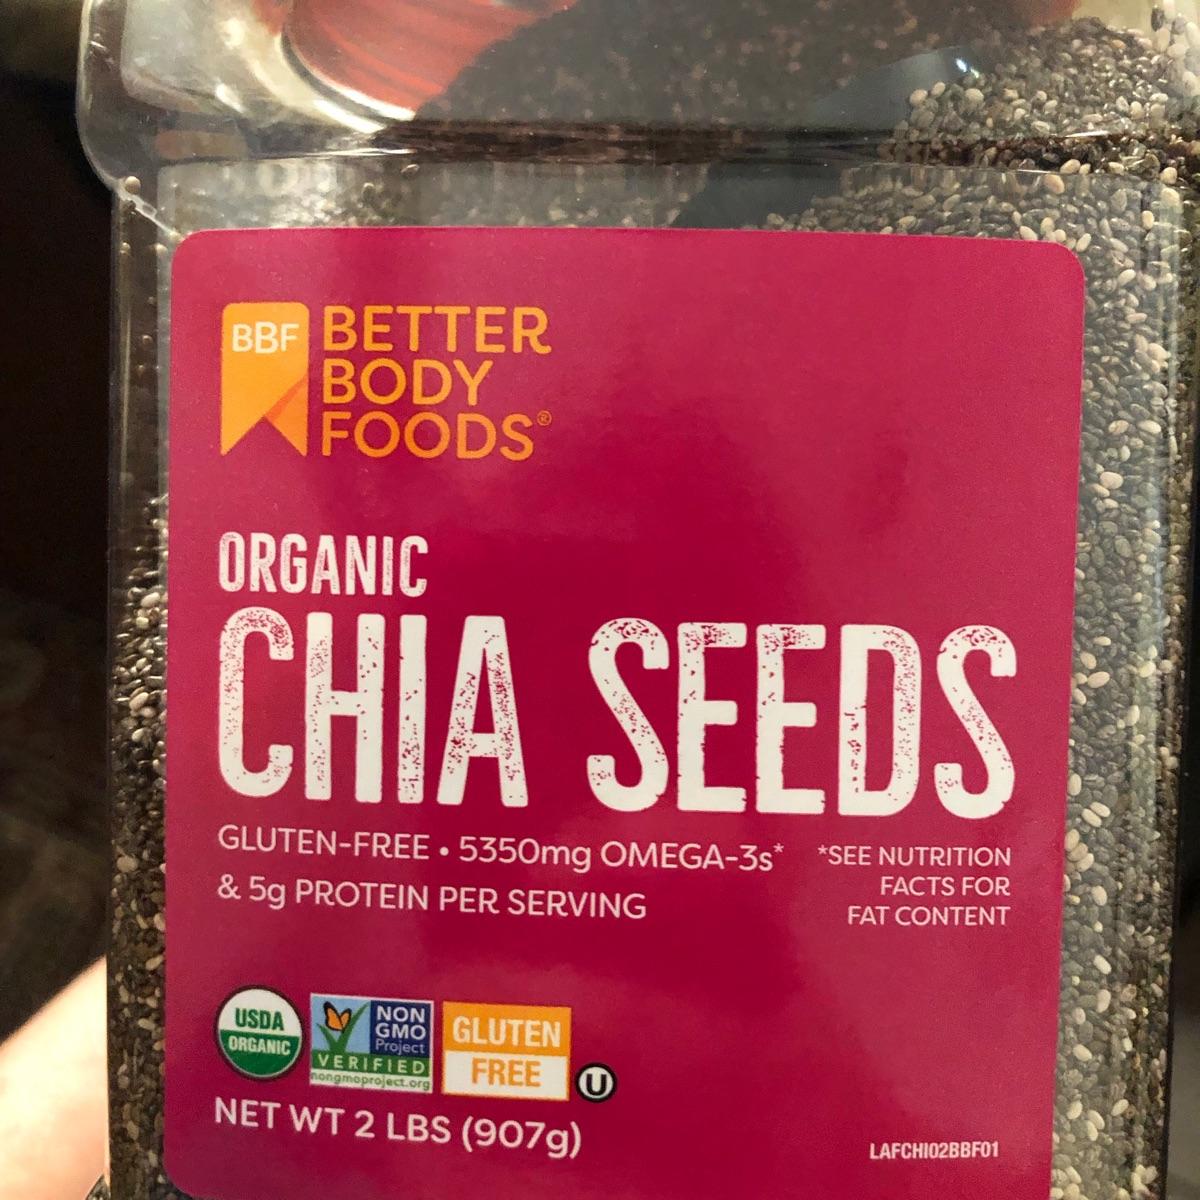 BBF
BETTER
BODY
FOODS®
ORGANIC
CHIA SEEDS
GLUTEN-FREE • 5350mg OMEGA-3s*
& 5g PROTEIN PER SERVING
*SEE NUTRITION
FACTS FOR
FAT CONTENT
USDA
ORGANIC
NON
GMO
Project
VERIFIED
nongmoproject.org
GLUTEN
FREE
U
NET WT 2 LBS (907g)
LAFCHI02BBF01